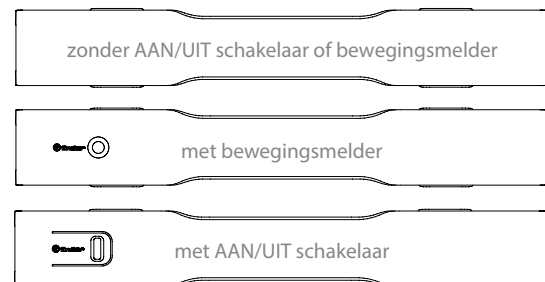 zonder AAN/UIT schakelaar of bewegingsmelder
met bewegingsmelder
met AAN/UIT schakelaar